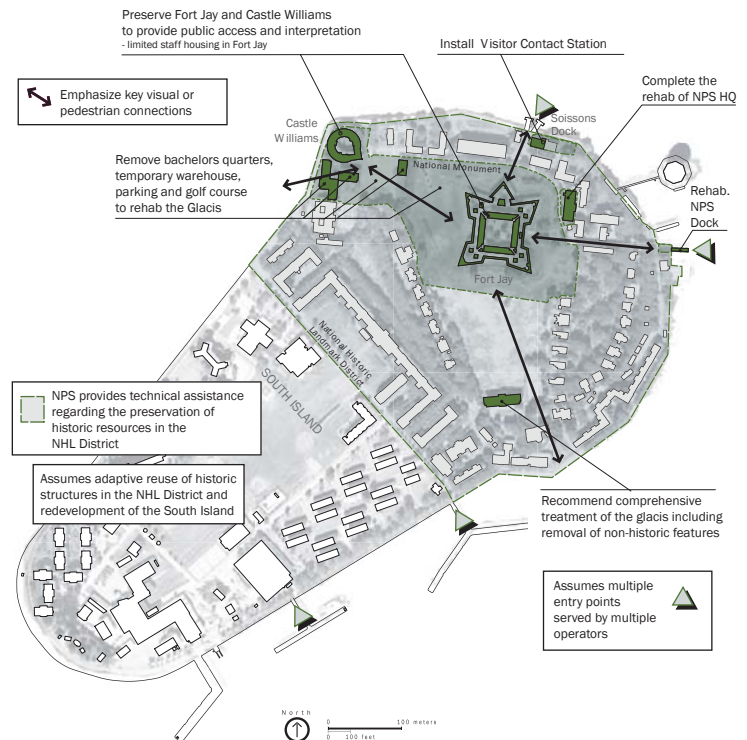 Preserve Fort Jay and Castle Williams
to provide public access and interpretation
- limited staff housing in Fort Jay
Install Visitor Contact Station
Complete the
rehab of NPS HQ
Emphasize key visual or
pedestrian connections
Castle
Williams
Soissons
Dock
National Monument
Remove bachelors quarters,
temporary warehouse,
parking and golf course
to rehab the Glacis
Rehab.
NPS
Dock
Fort Jay
National Historic
Landmark District
SOUTH ISLAND
NPS provides technical assistance
regarding the preservation of
historic resources in the
NHL District
Assumes adaptive reuse of historic
structures in the NHL District and
redevelopment of the South Island
Recommend comprehensive
treatment of the glacis including
removal of non-historic features
Assumes multiple
entry points
served by multiple
operators
North
0 100 meters
0 100 feet